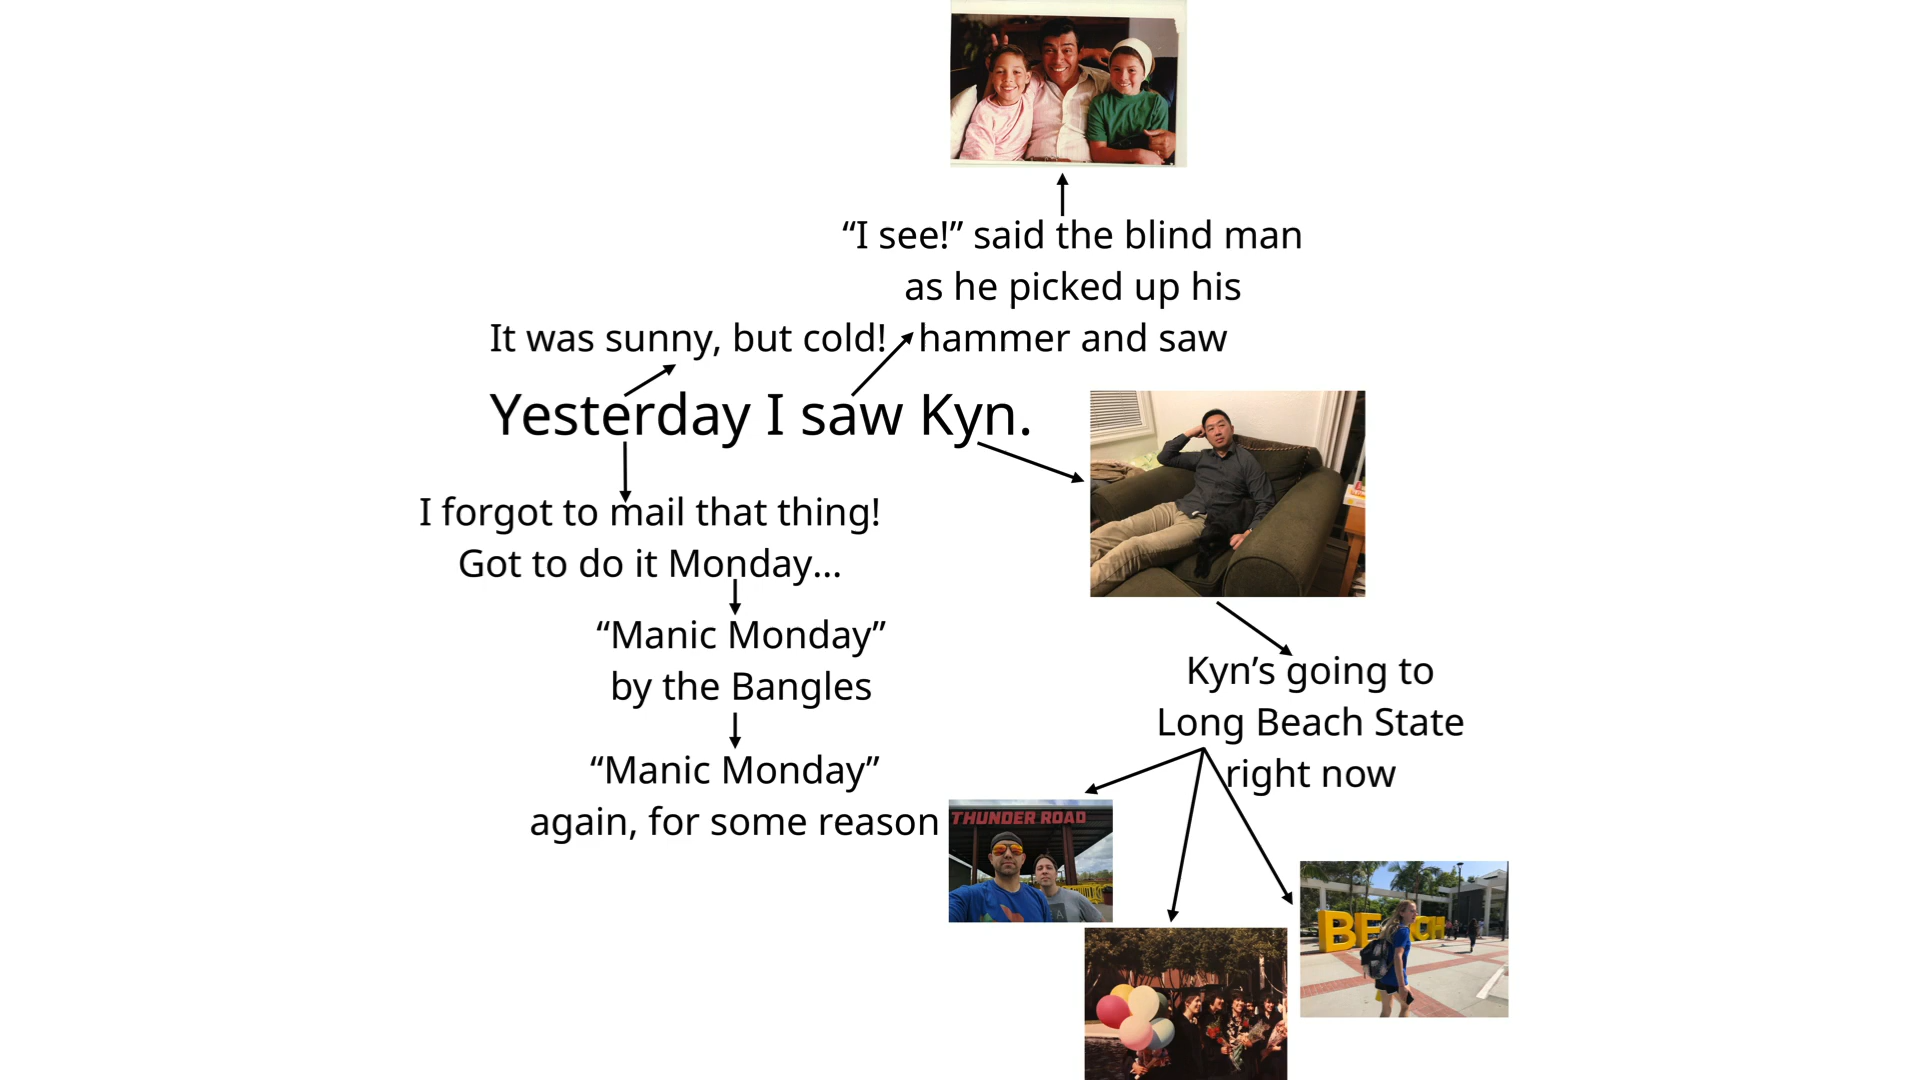 “I see!” said the blind man
as he picked up his
hammer and saw
It was sunny, but cold!
Yesterday I saw Kyn.
I forgot to mail that thing!
Got to do it Monday...
“Manic Monday”
by the Bangles
“Manic Monday”
again, for some reason
Kyn’s going to
Long Beach State
right now
THUNDER ROAD
BE CH